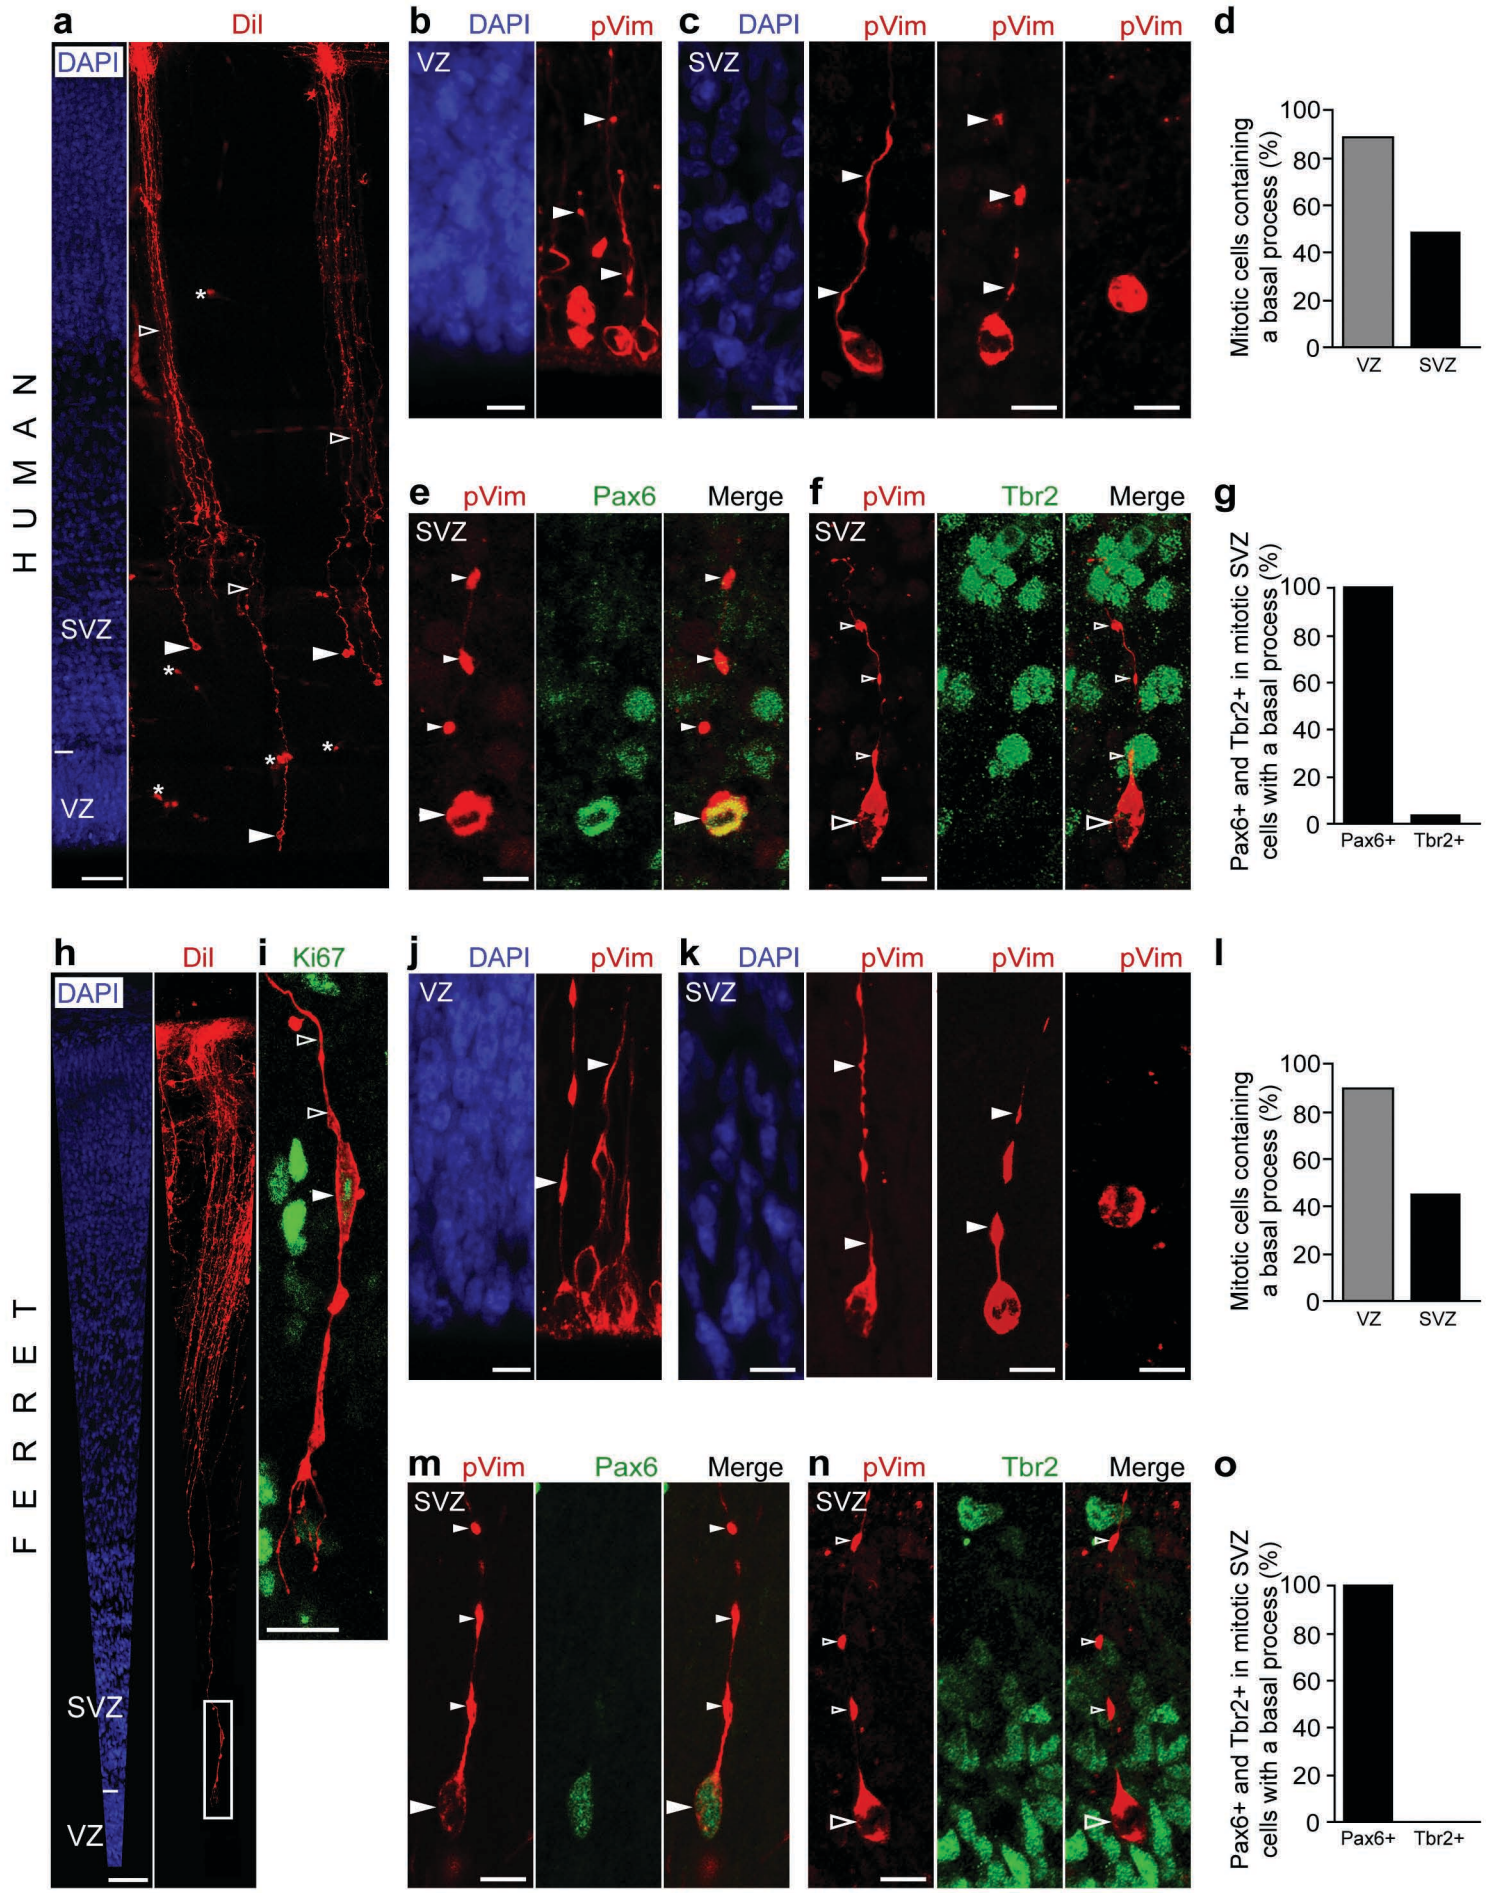 HUMAN
a
DiI
DAPI
SVZ
VZ
*
*
*
*
*
b
DAPI
pVim
VZ
c
DAPI
pVim
pVim
pVim
SVZ
d
Mitotic cells containing
a basal process (%)
100
80
60
40
20
0
VZ
SVZ
e
pVim
Pax6
Merge
SVZ
f
pVim
Tbr2
Merge
SVZ
g
Pax6+ and Tbr2+ in mitotic SVZ
cells with a basal process (%)
100
80
60
40
20
0
Pax6+
Tbr2+
FERRET
h
DiI
DAPI
SVZ
VZ
i
Ki67
j
DAPI
pVim
VZ
k
DAPI
pVim
pVim
pVim
SVZ
l
Mitotic cells containing
a basal process (%)
100
80
60
40
20
0
VZ
SVZ
m
pVim
Pax6
Merge
SVZ
n
pVim
Tbr2
Merge
SVZ
o
Pax6+ and Tbr2+ in mitotic SVZ
cells with a basal process (%)
100
80
60
40
20
0
Pax6+
Tbr2+